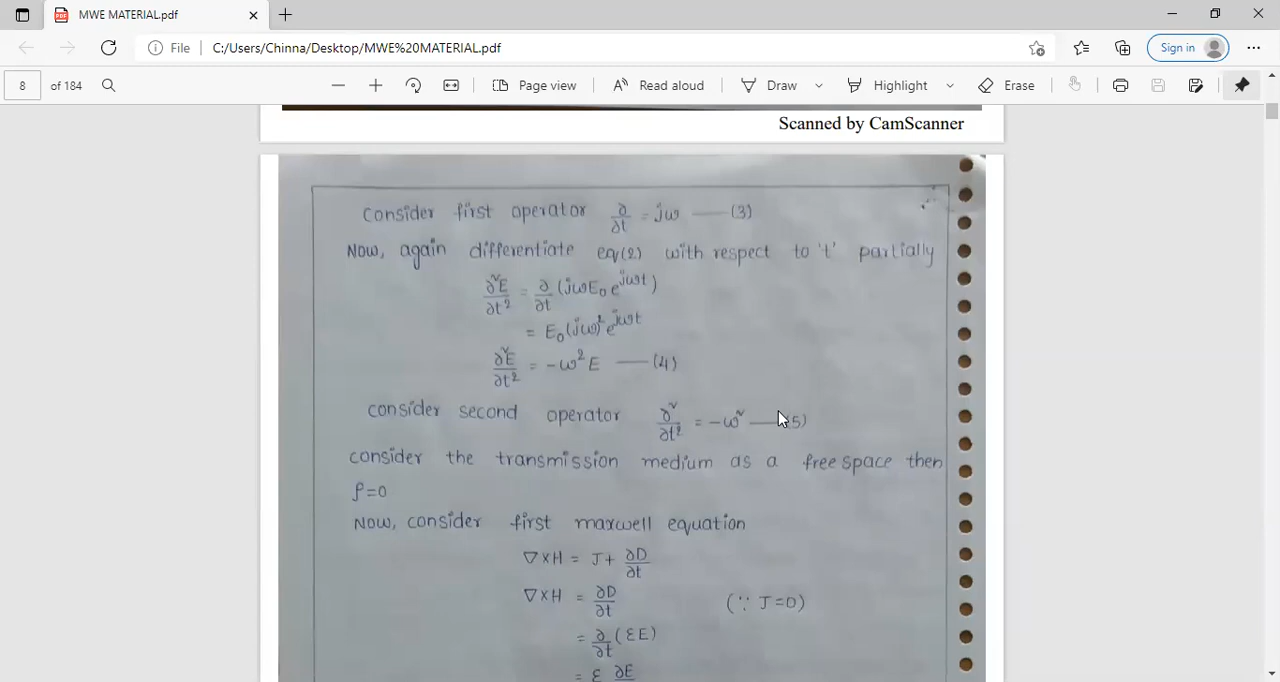 MWE MATERIAL.pdf
File C:/Users/Chinna/Desktop/MWE%20MATERIAL.pdf Sign in
8 of 184 Page view Read aloud Draw Highlight Erase
Scanned by CamScanner
consider first operator ∂/∂t = jω —— (3)
Now, again differentiate eq(2) with respect to 't' partially
∂²E/∂t² = ∂/∂t (jωE₀ e^jωt)
= E₀(jω)² e^jωt
∂²E/∂t² = -ω²E —— (4)
consider second operator ∂²/∂t² = -ω² —— 5)
consider the transmission medium as a free space then
ρ=0
Now, consider first maxwell equation
∇×H = J + ∂D/∂t
∇×H = ∂D/∂t (∵ J=0)
= ∂/∂t (εE)
= ε ∂E